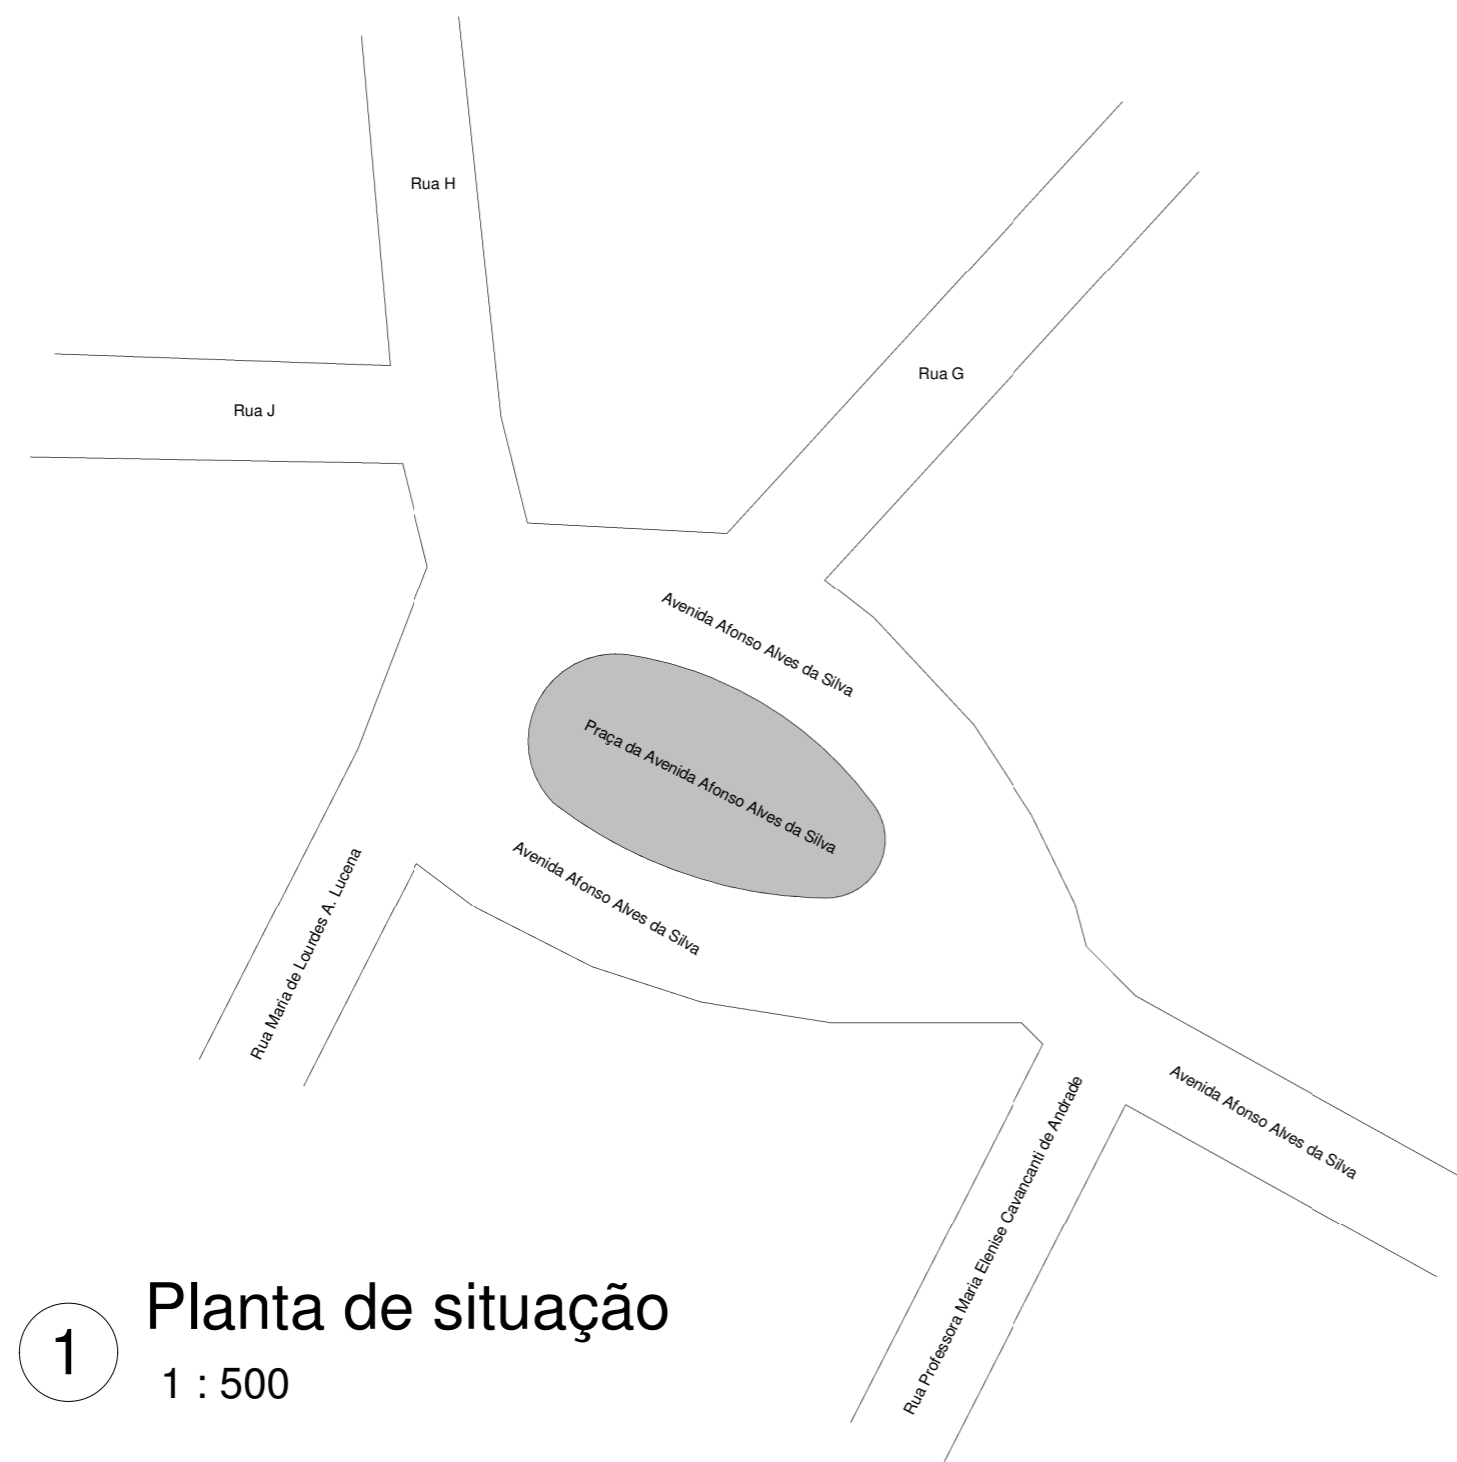 Rua H
Rua G
Rua J
Avenida Afonso Alves da Silva
Praça da Avenida Afonso Alves da Silva
Avenida Afonso Alves da Silva
Rua Maria de Lourdes A. Lucena
Avenida Afonso Alves da Silva
Rua Professora Maria Elenise Cavancanti de Andrade
1
Planta de situação
1 : 500